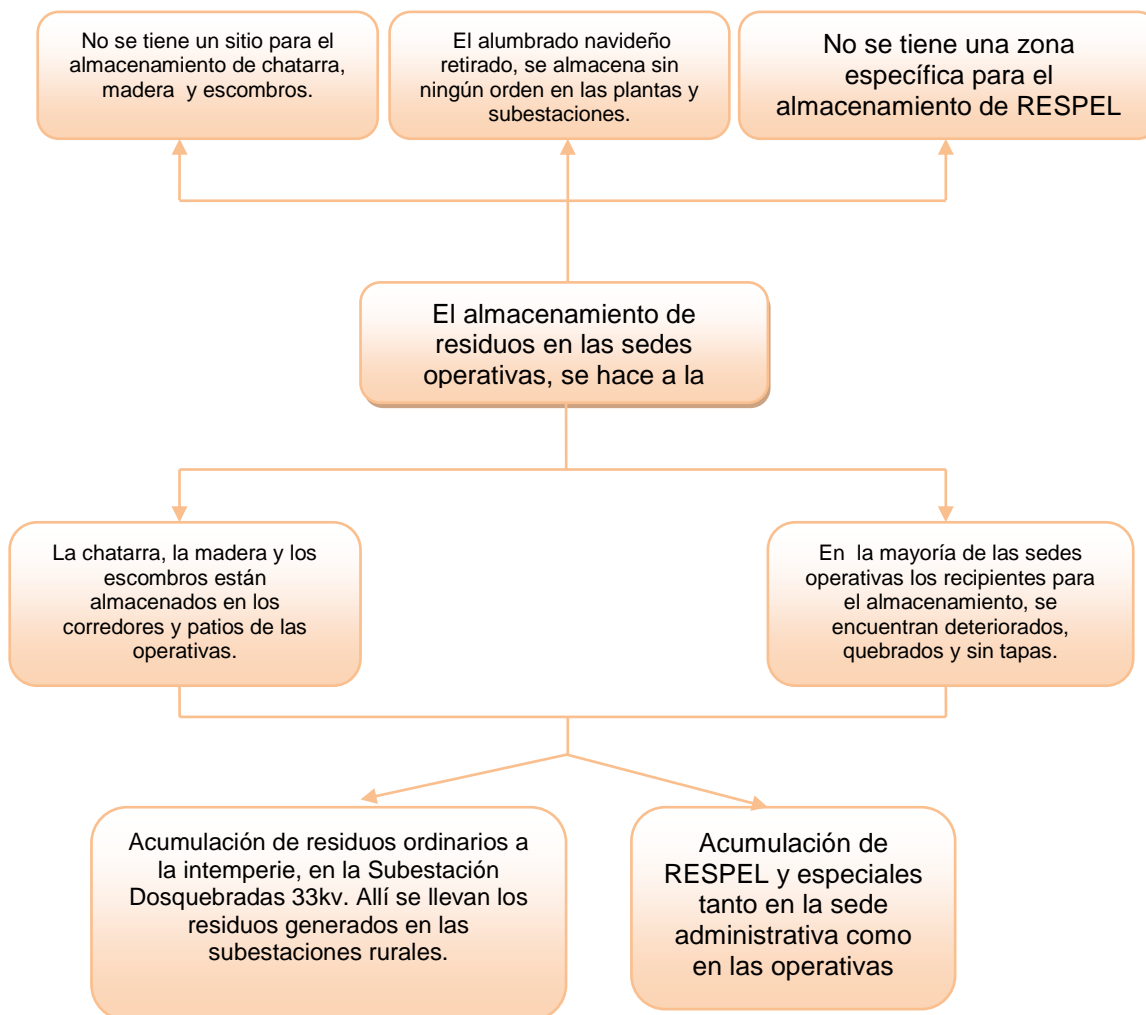 No se tiene un sitio para el
almacenamiento de chatarra,
madera y escombros.
El alumbrado navideño
retirado, se almacena sin
ningún orden en las plantas y
subestaciones.
No se tiene una zona
específica para el
almacenamiento de RESPEL
El almacenamiento de
residuos en las sedes
operativas, se hace a la
La chatarra, la madera y los
escombros están
almacenados en los
corredores y patios de las
operativas.
En la mayoría de las sedes
operativas los recipientes para
el almacenamiento, se
encuentran deteriorados,
quebrados y sin tapas.
Acumulación de residuos ordinarios a
la intemperie, en la Subestación
Dosquebradas 33kv. Allí se llevan los
residuos generados en las
subestaciones rurales.
Acumulación de
RESPEL y especiales
tanto en la sede
administrativa como
en las operativas